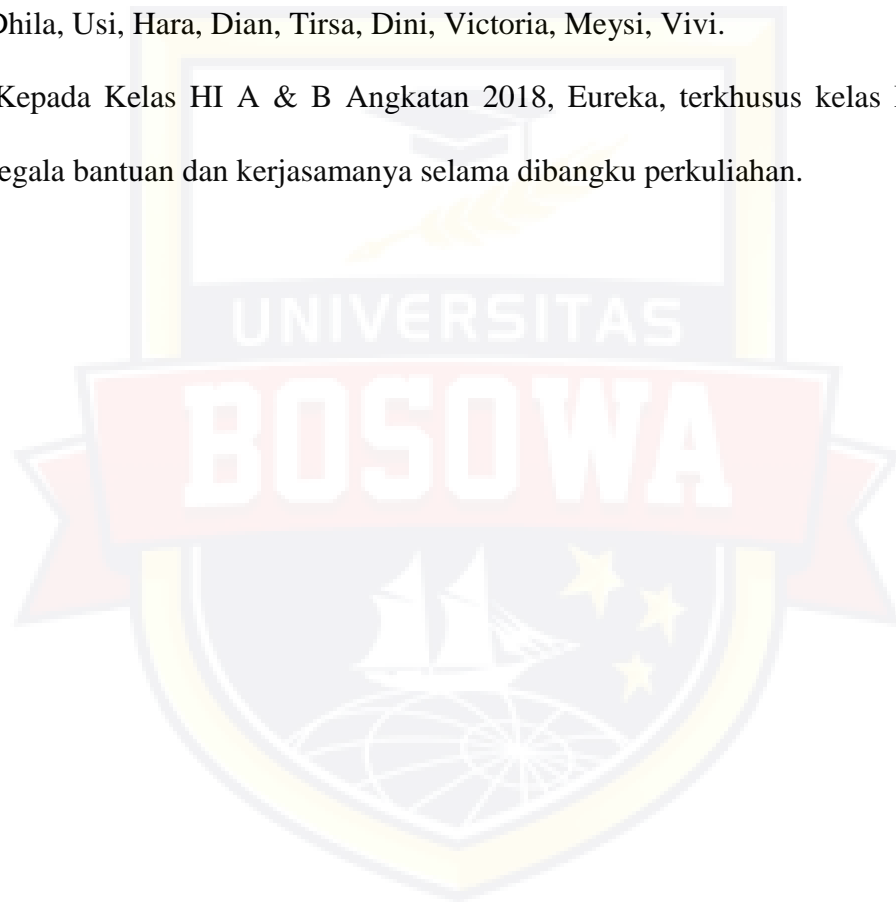 Dhila, Usi, Hara, Dian, Tirsa, Dini, Victoria, Meysi, Vivi.
Kepada Kelas HI A & B Angkatan 2018, Eureka, terkhusus kelas
egala bantuan dan kerjasamanya selama dibangku perkuliahan.
UNIVERSITAS
BOSOWA